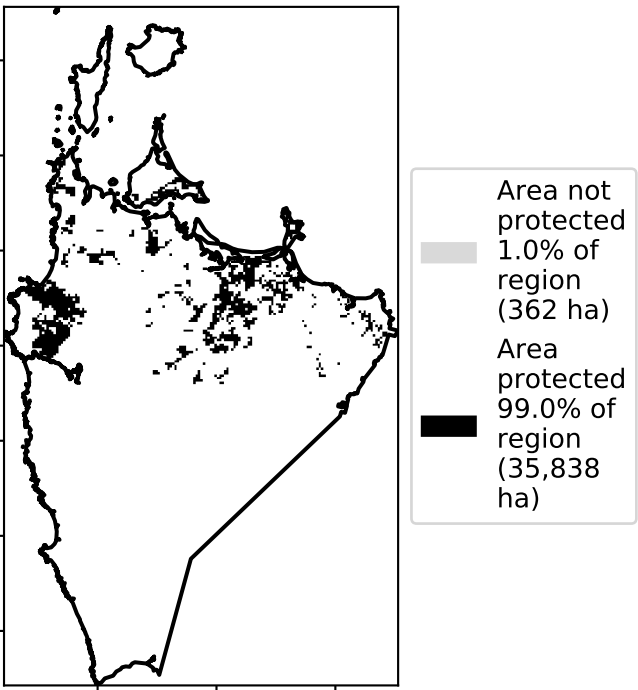 Area not
protected
1.0% of
region
(362 ha)
Area
protected
99.0% of
region
(35,838
ha)